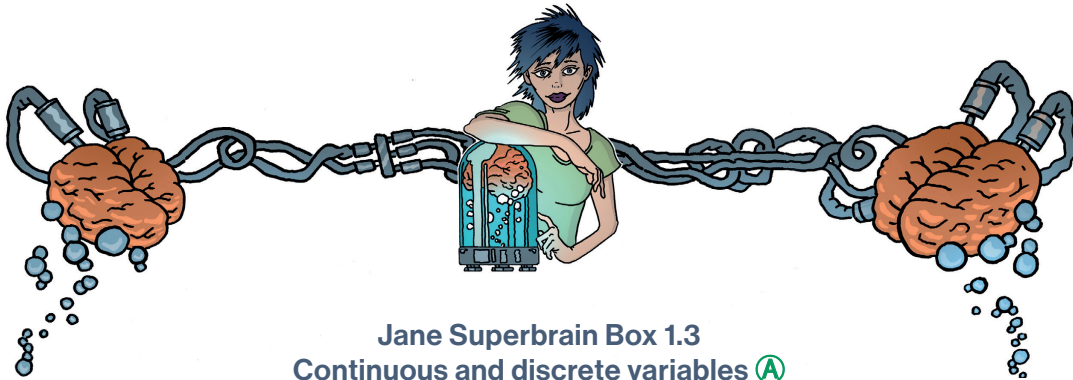 Jane Superbrain Box 1.3
Continuous and discrete variables Ⓐ